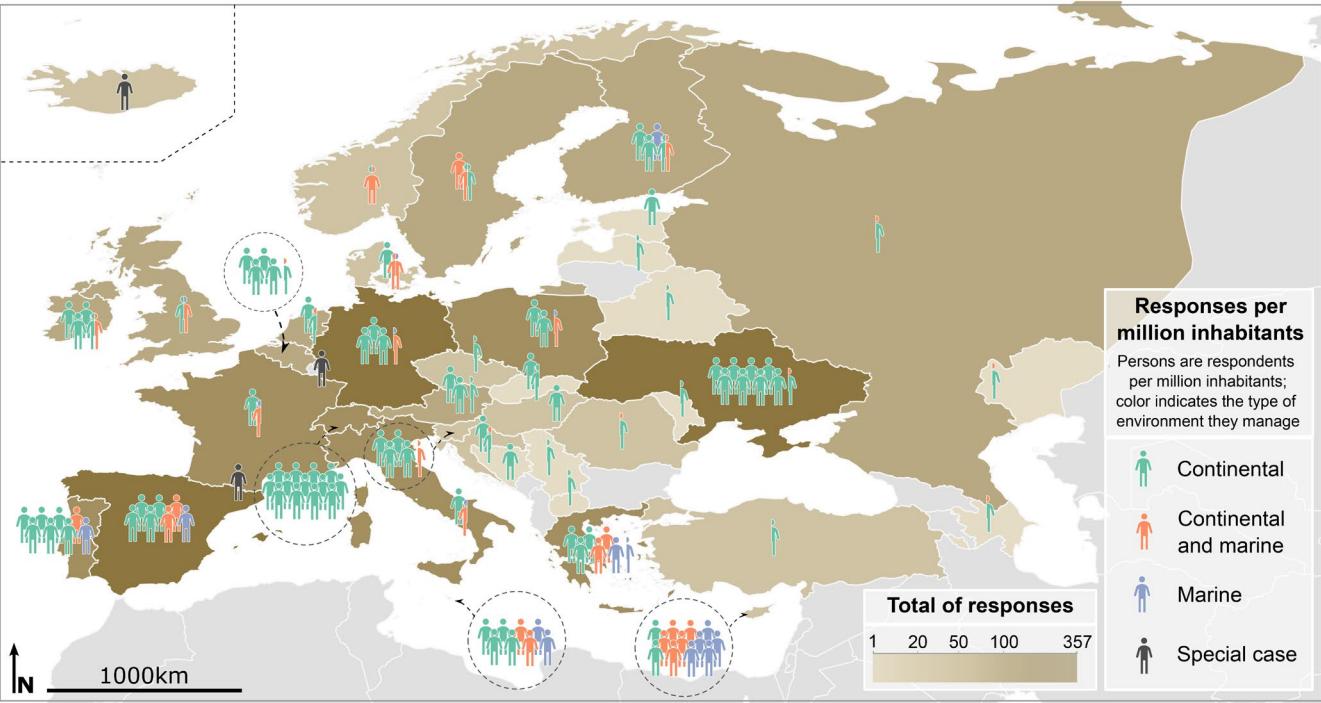 Responses per
million inhabitants
Persons are respondents
per million inhabitants;
color indicates the type of
environment they manage
Continental
Continental
and marine
Marine
Special case
Total of responses
1 20 50 100 357
N
1000km